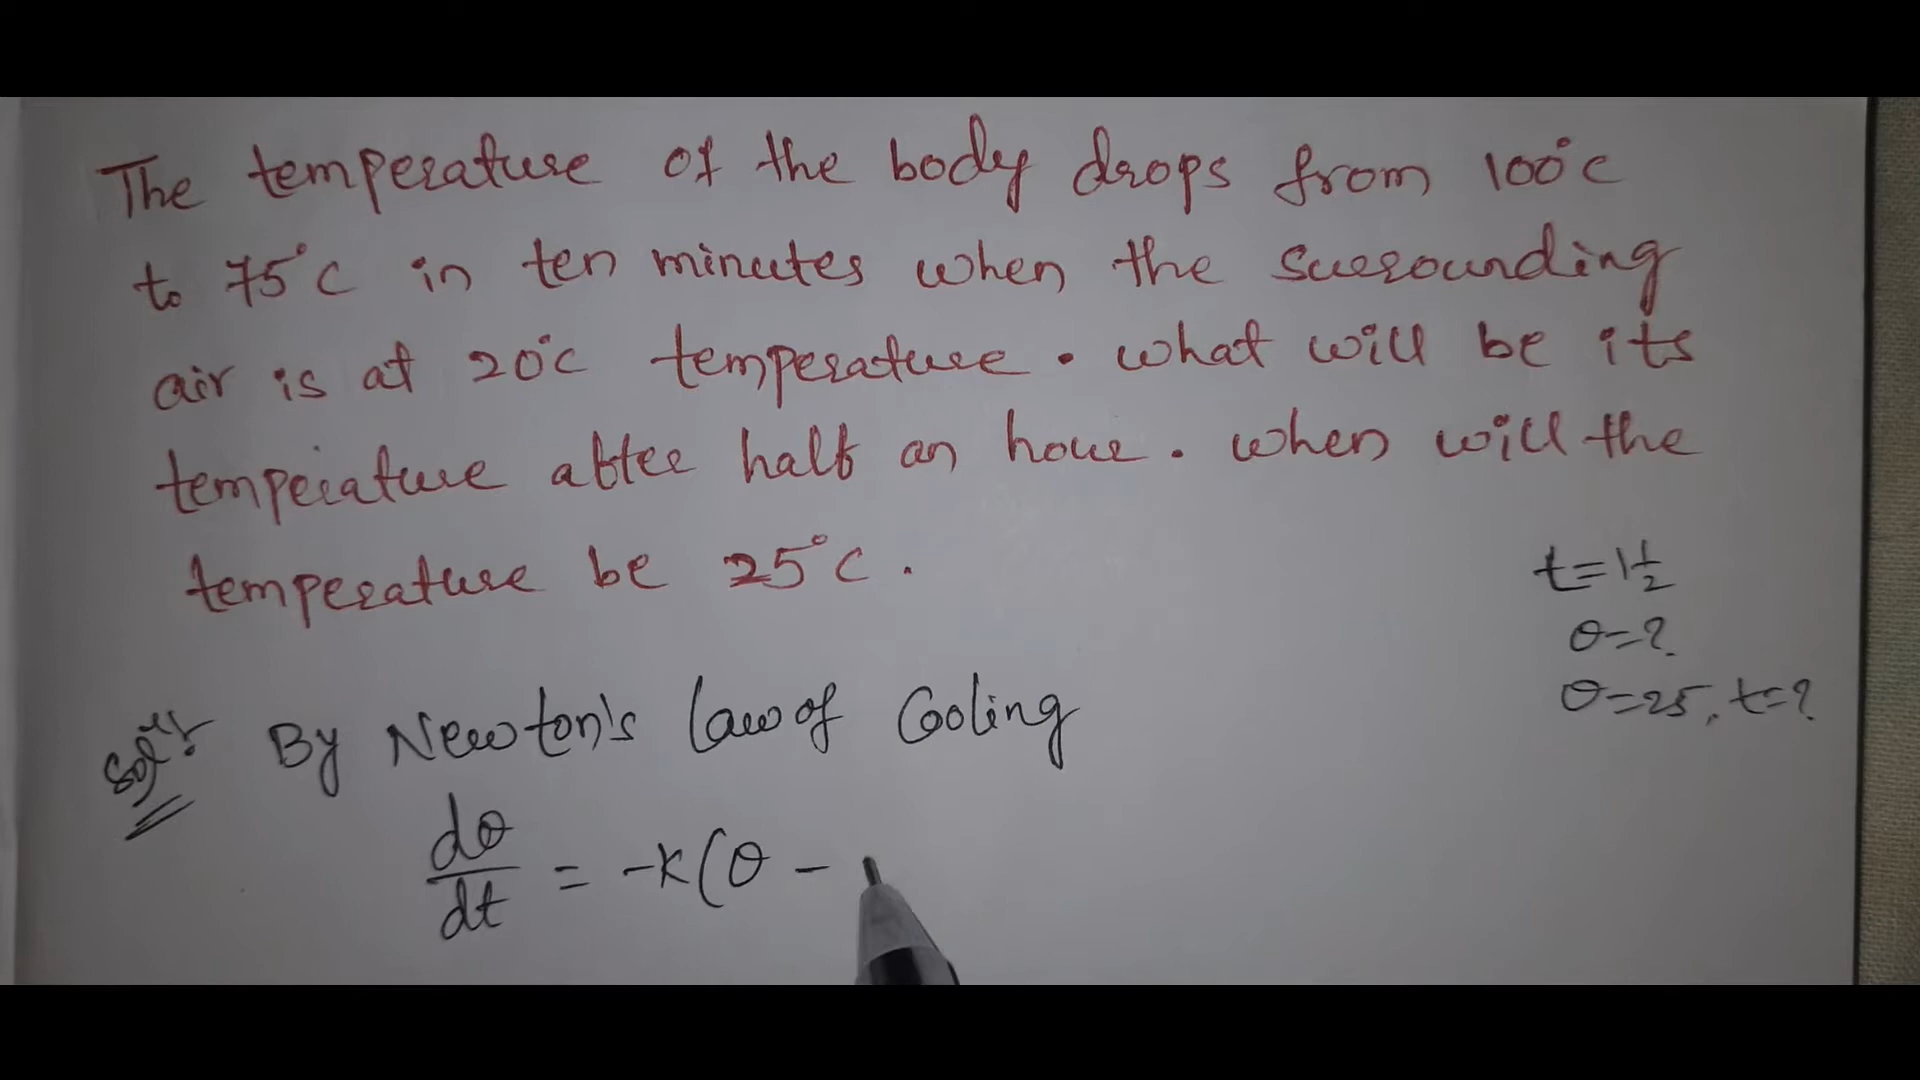 The temperature of the body drops from 100°C
to 75°C in ten minutes when the surrounding
air is at 20°C temperature. what will be its
temperature after half an hour. when will the
temperature be 25°C.
t=1½
θ=?
θ=25, t=?
Solⁿ: By Newton's law of Cooling
dθ/dt = -k(θ -